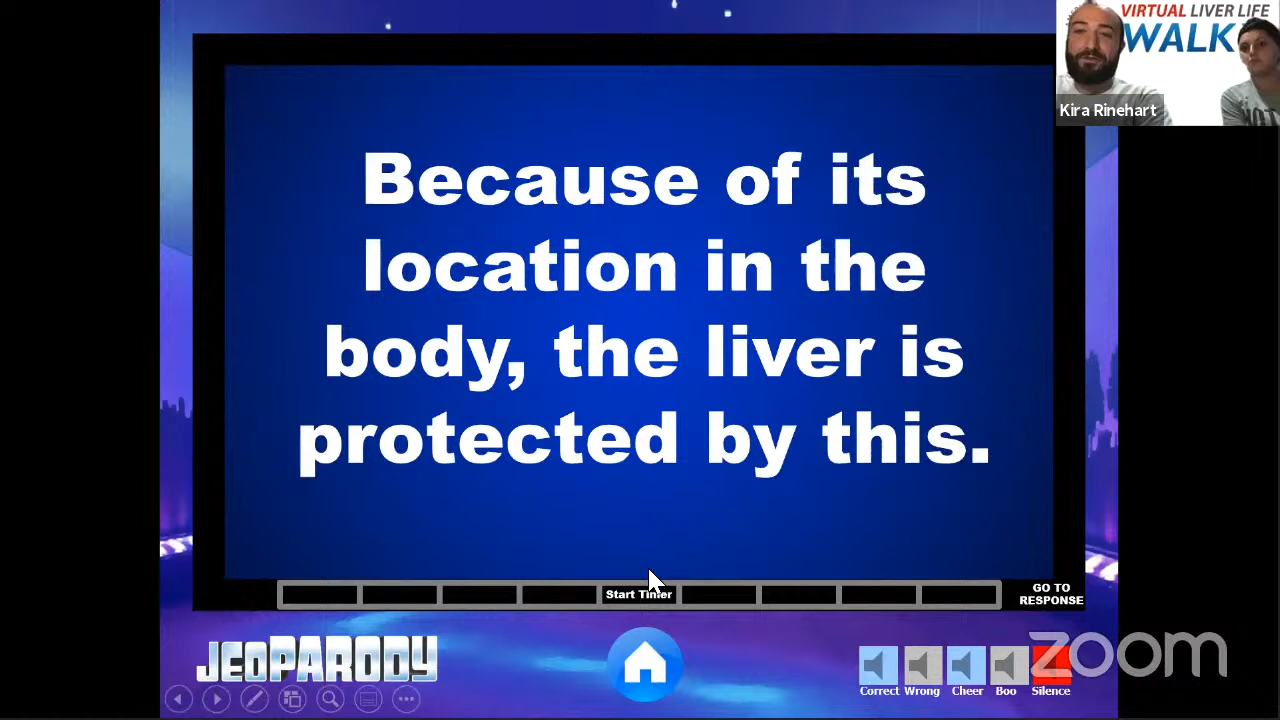 VIRTUAL LIVER LIFE
WALK
Kira Rinehart
Because of its
location in the
body, the liver is
protected by this.
Start Timer
GO TO
RESPONSE
JEOPARODY
Correct Wrong Cheer Boo Silence
zoom